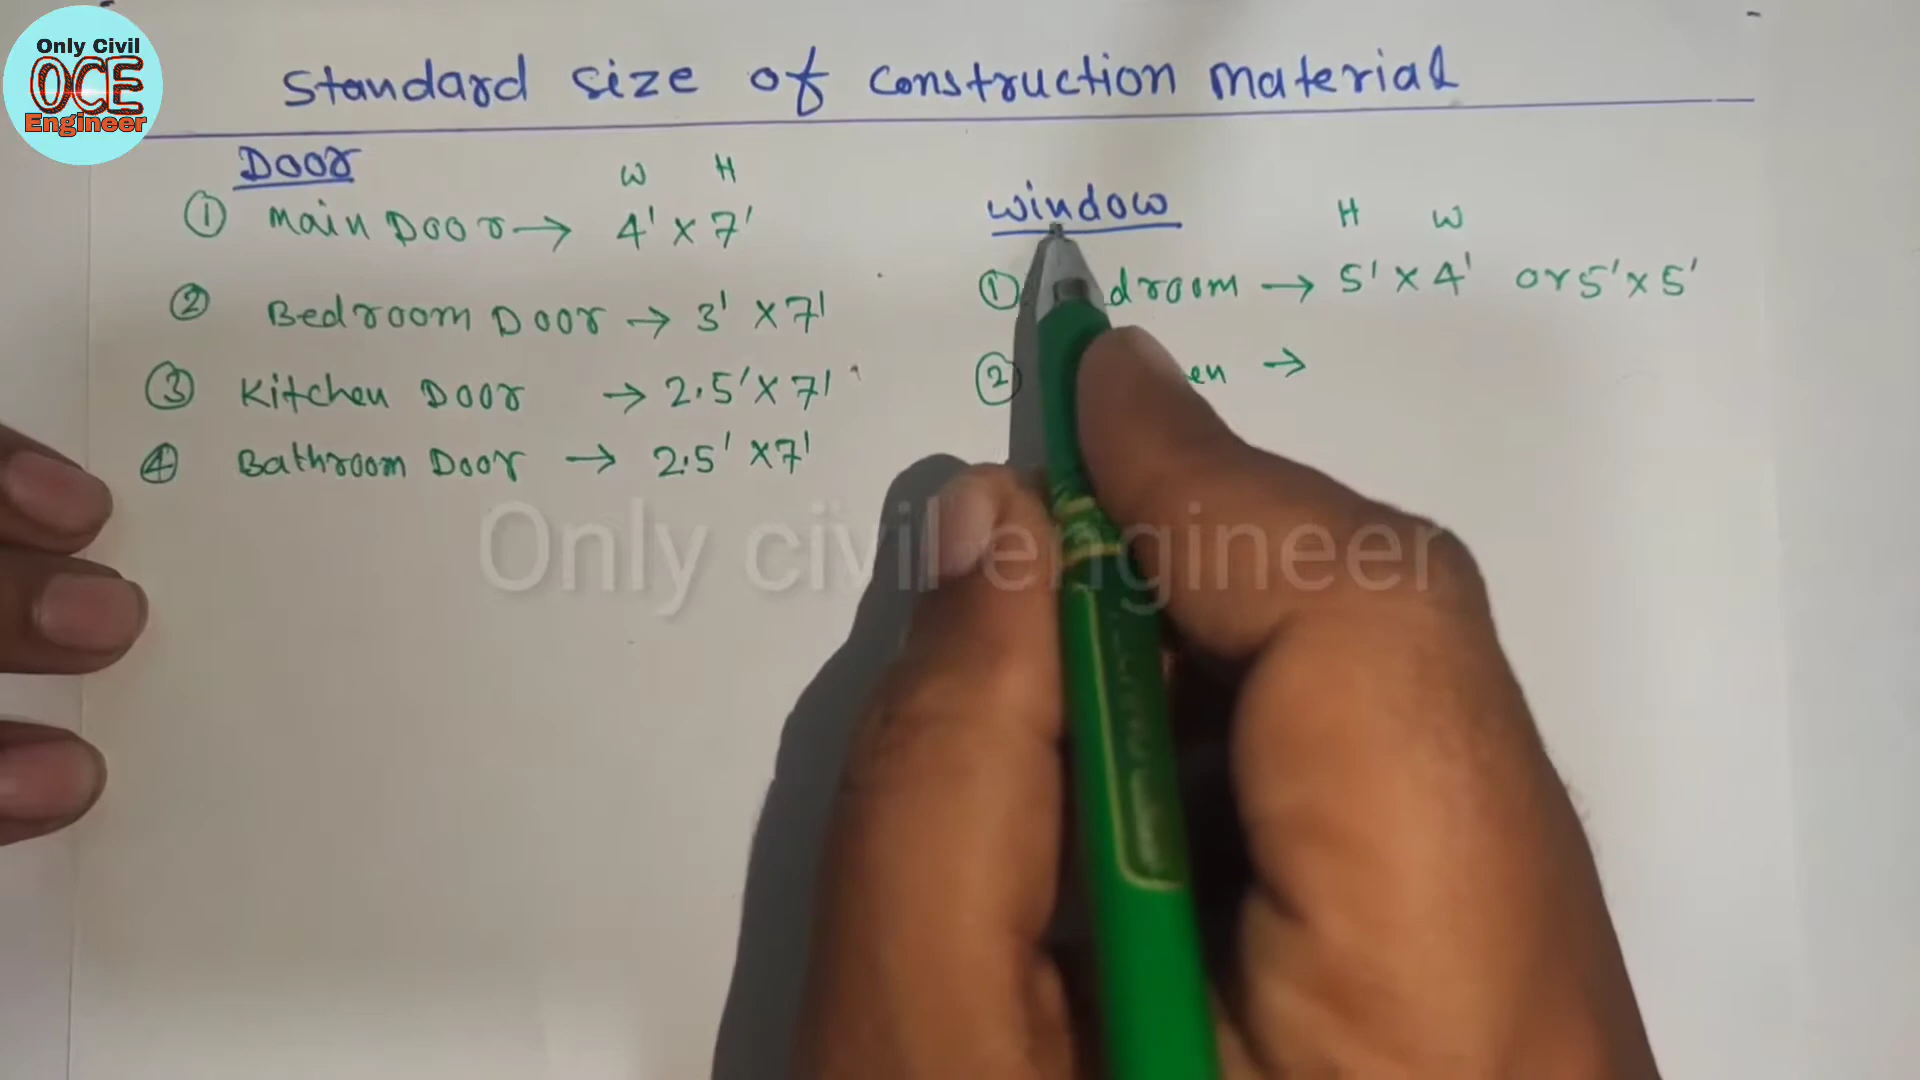 Only Civil
OCE
Engineer
Standard size of construction material
Door
W H
① Main Door → 4' x 7'
② Bedroom Door → 3' x 7'
③ Kitchen Door → 2.5' x 7'
④ Bathroom Door → 2.5' x 7'
window
H W
① droom → 5' x 4' or 5' x 5'
② en →
Only civil engineer